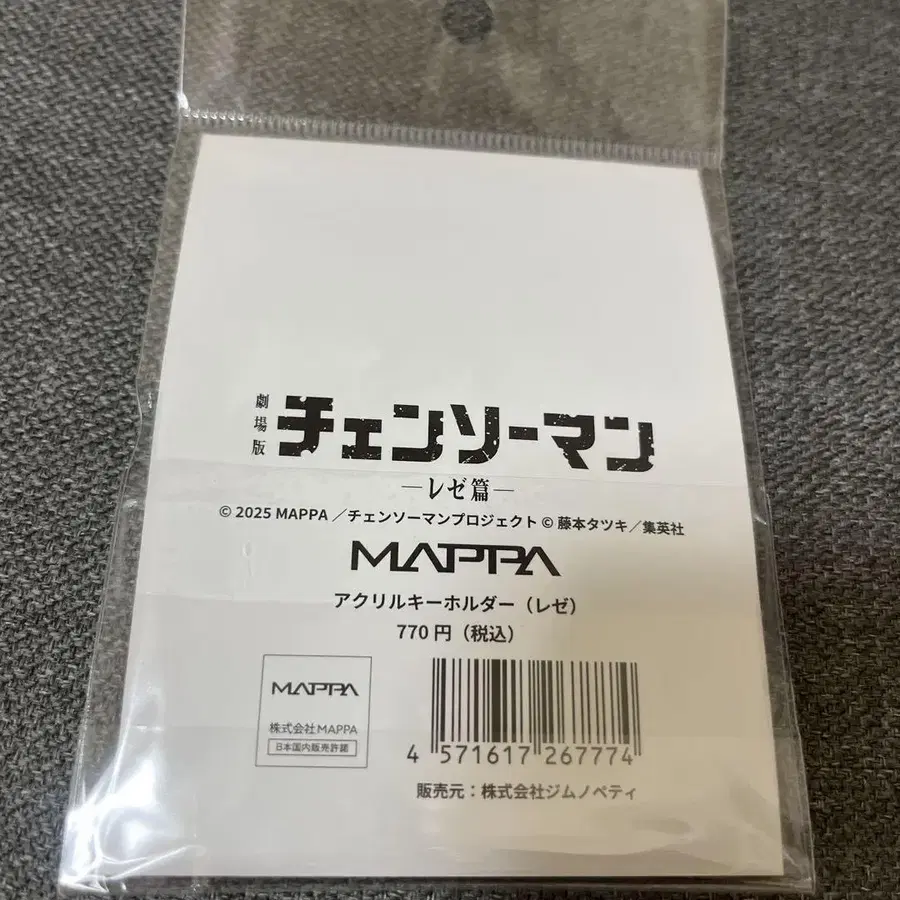 劇場版
チェンソーマン
―レゼ篇―
© 2025 MAPPA／チェンソーマンプロジェクト © 藤本タツキ／集英社
MAPPA
アクリルキーホルダー（レゼ）
770 円（税込）
MAPPA
株式会社MAPPA
日本国内販売許諾
4 571617 267774
販売元：株式会社ジムノペティ